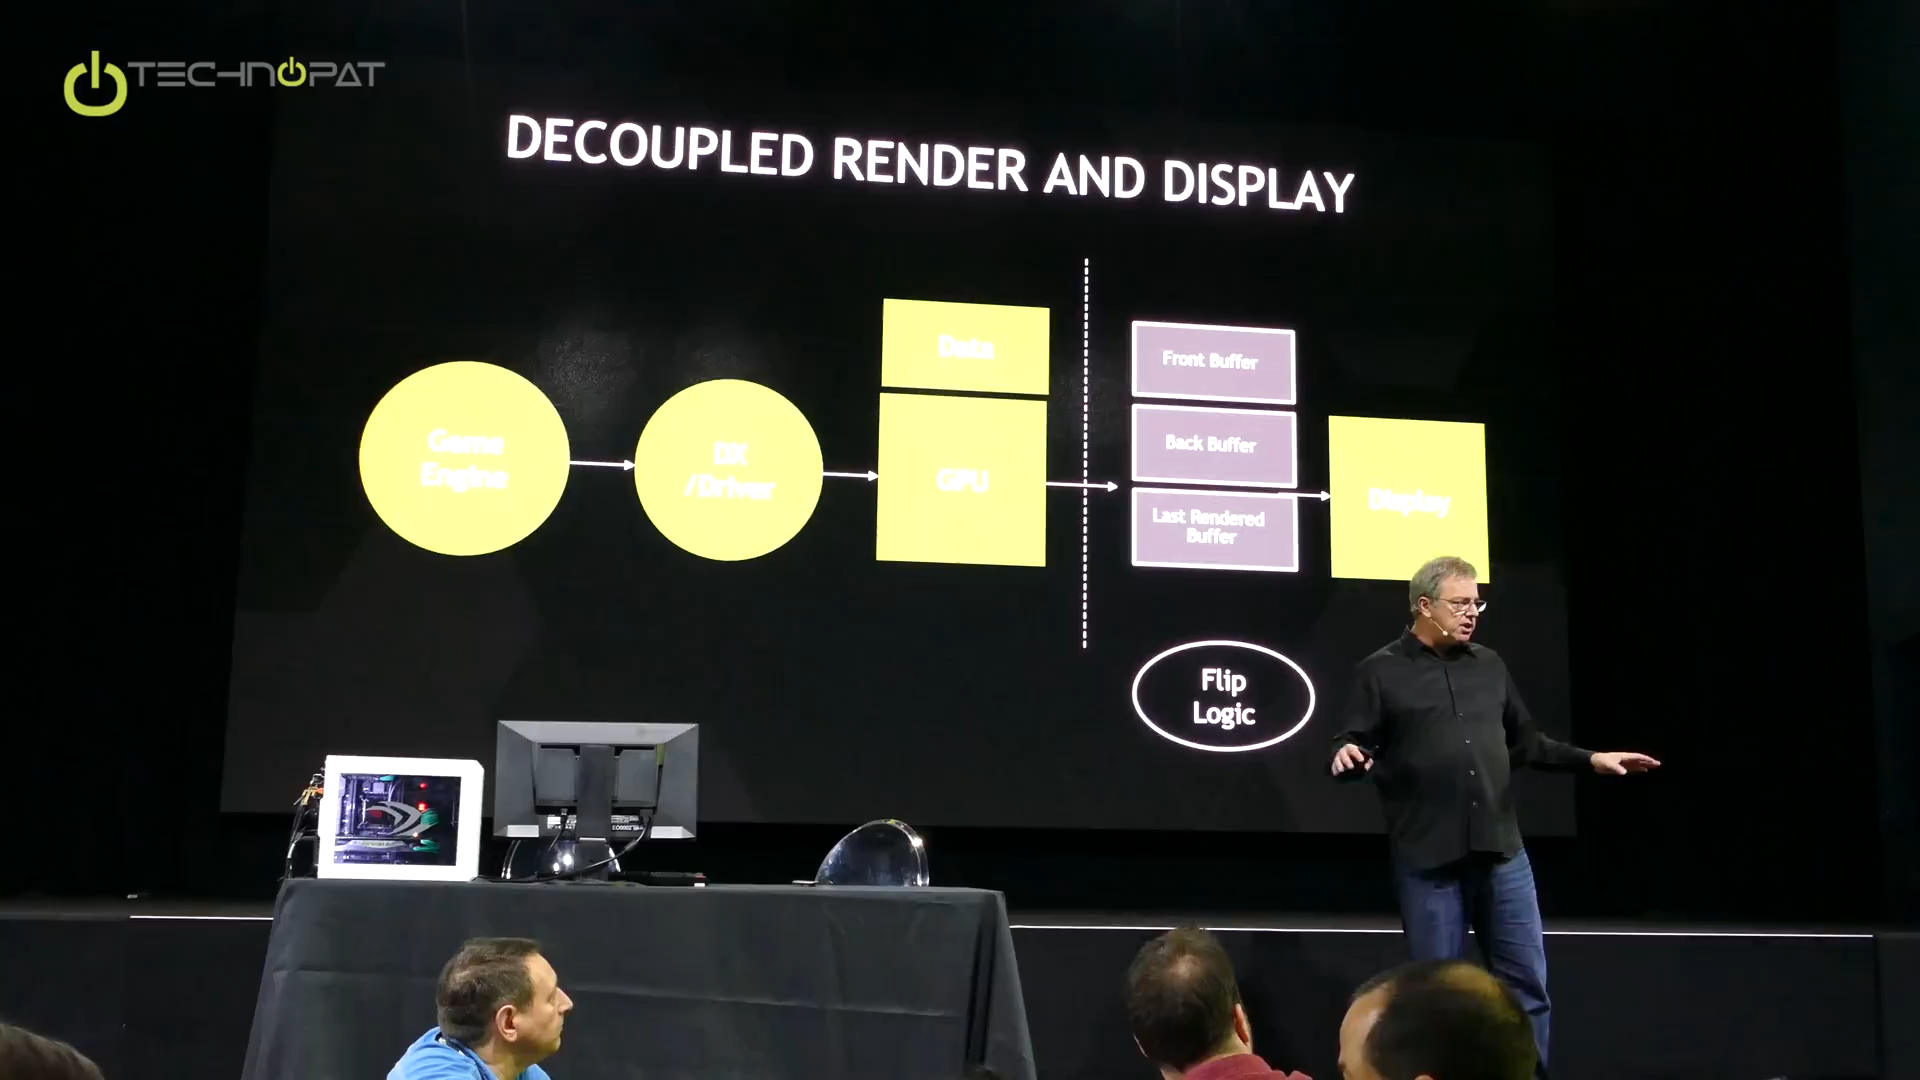 TECHNOPAT
DECOUPLED RENDER AND DISPLAY
Data
Front Buffer
Game
Engine
DX
/Driver
GPU
Back Buffer
Display
Last Rendered
Buffer
Flip
Logic